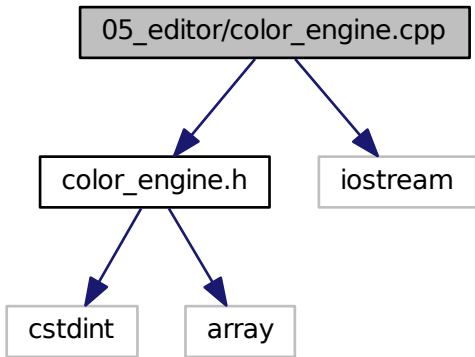 05_editor/color_engine.cpp
color_engine.h
iostream
cstdint
array